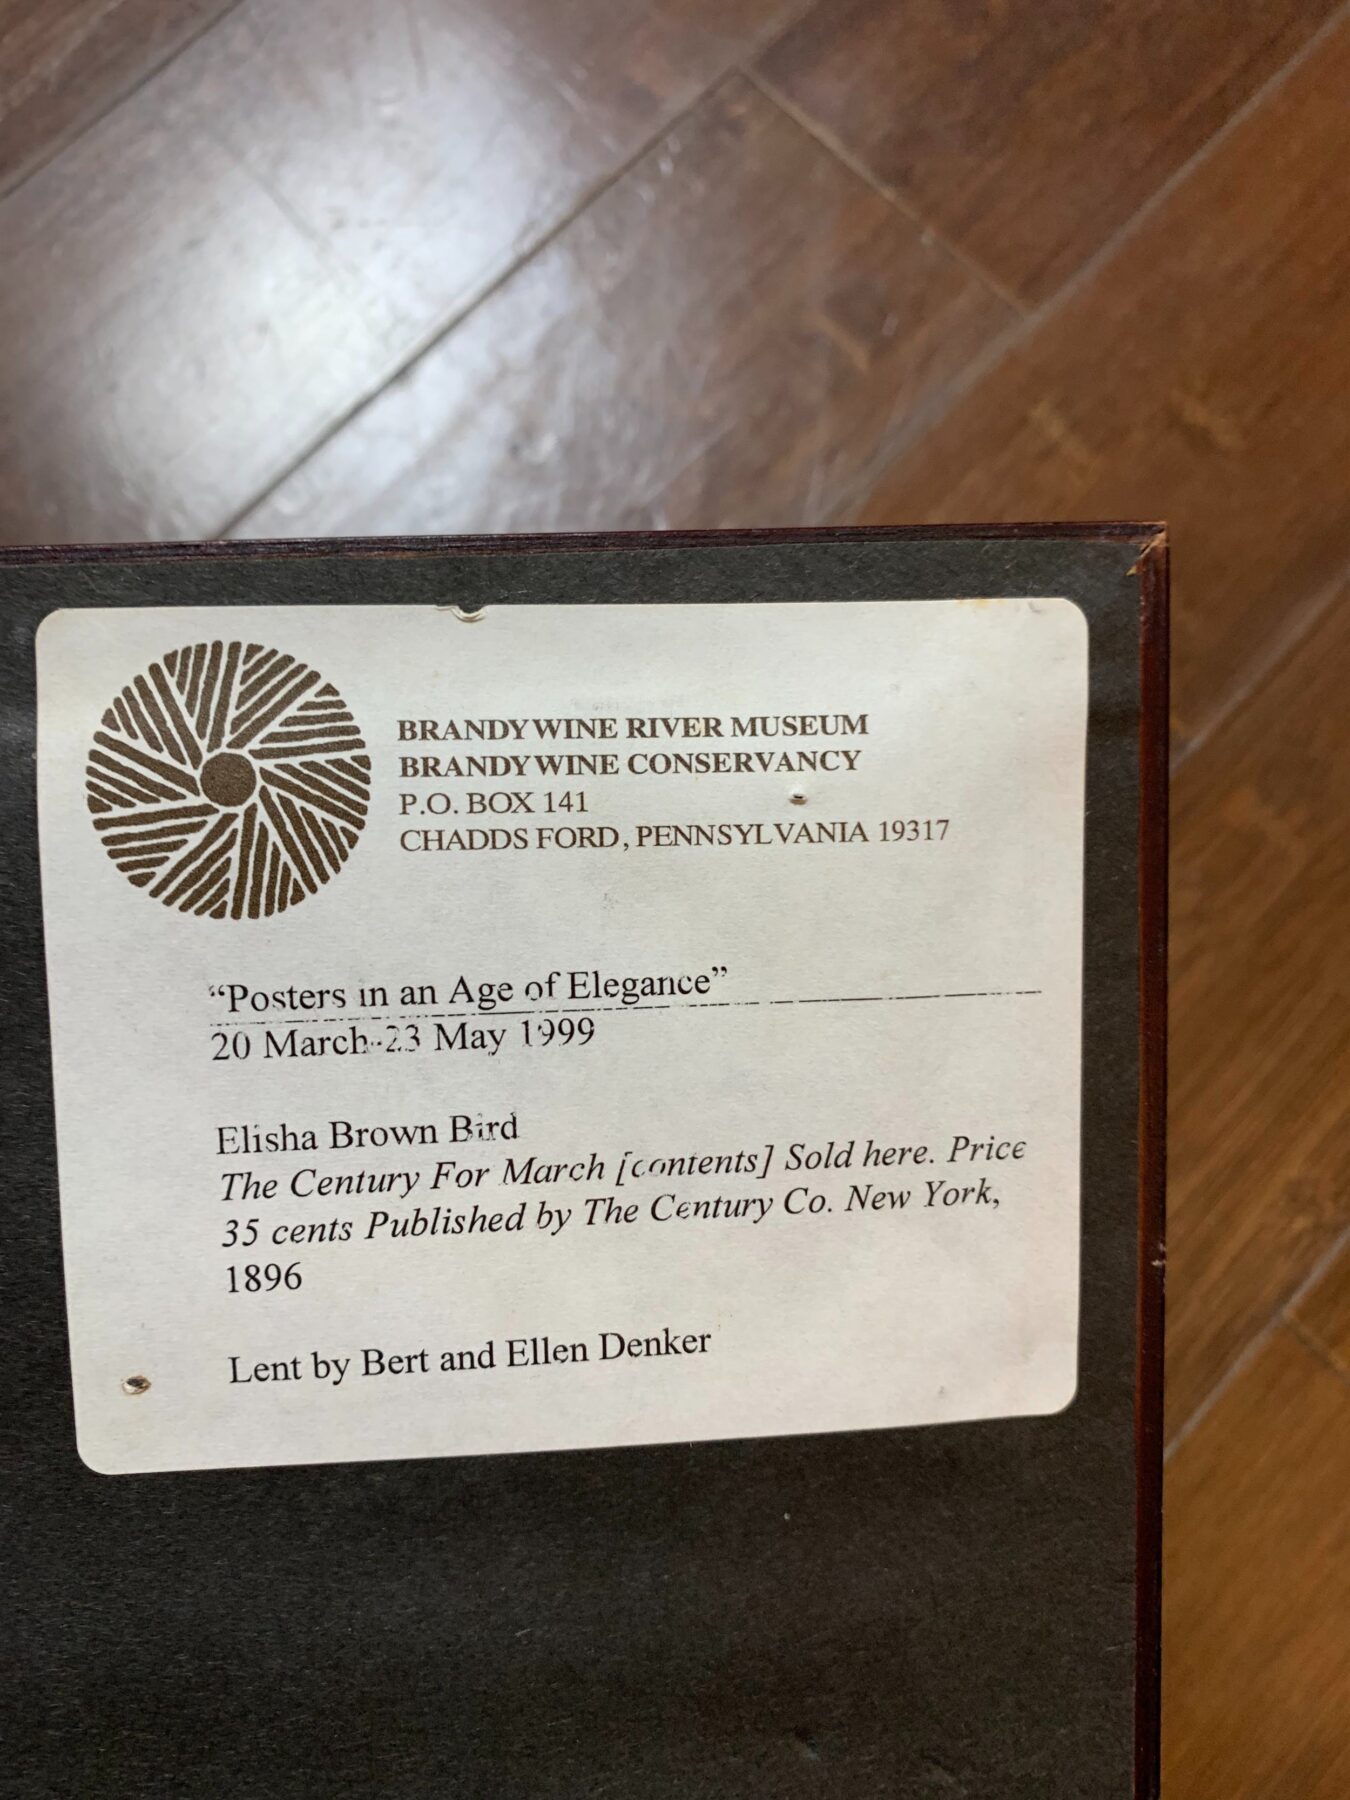 BRANDYWINE RIVER MUSEUM
BRANDYWINE CONSERVANCY
P.O. BOX 141
CHADDS FORD, PENNSYLVANIA 19317
“Posters in an Age of Elegance”
20 March-23 May 1999
Elisha Brown Bird
The Century For March [contents] Sold here. Price
35 cents Published by The Century Co. New York,
1896
Lent by Bert and Ellen Denker